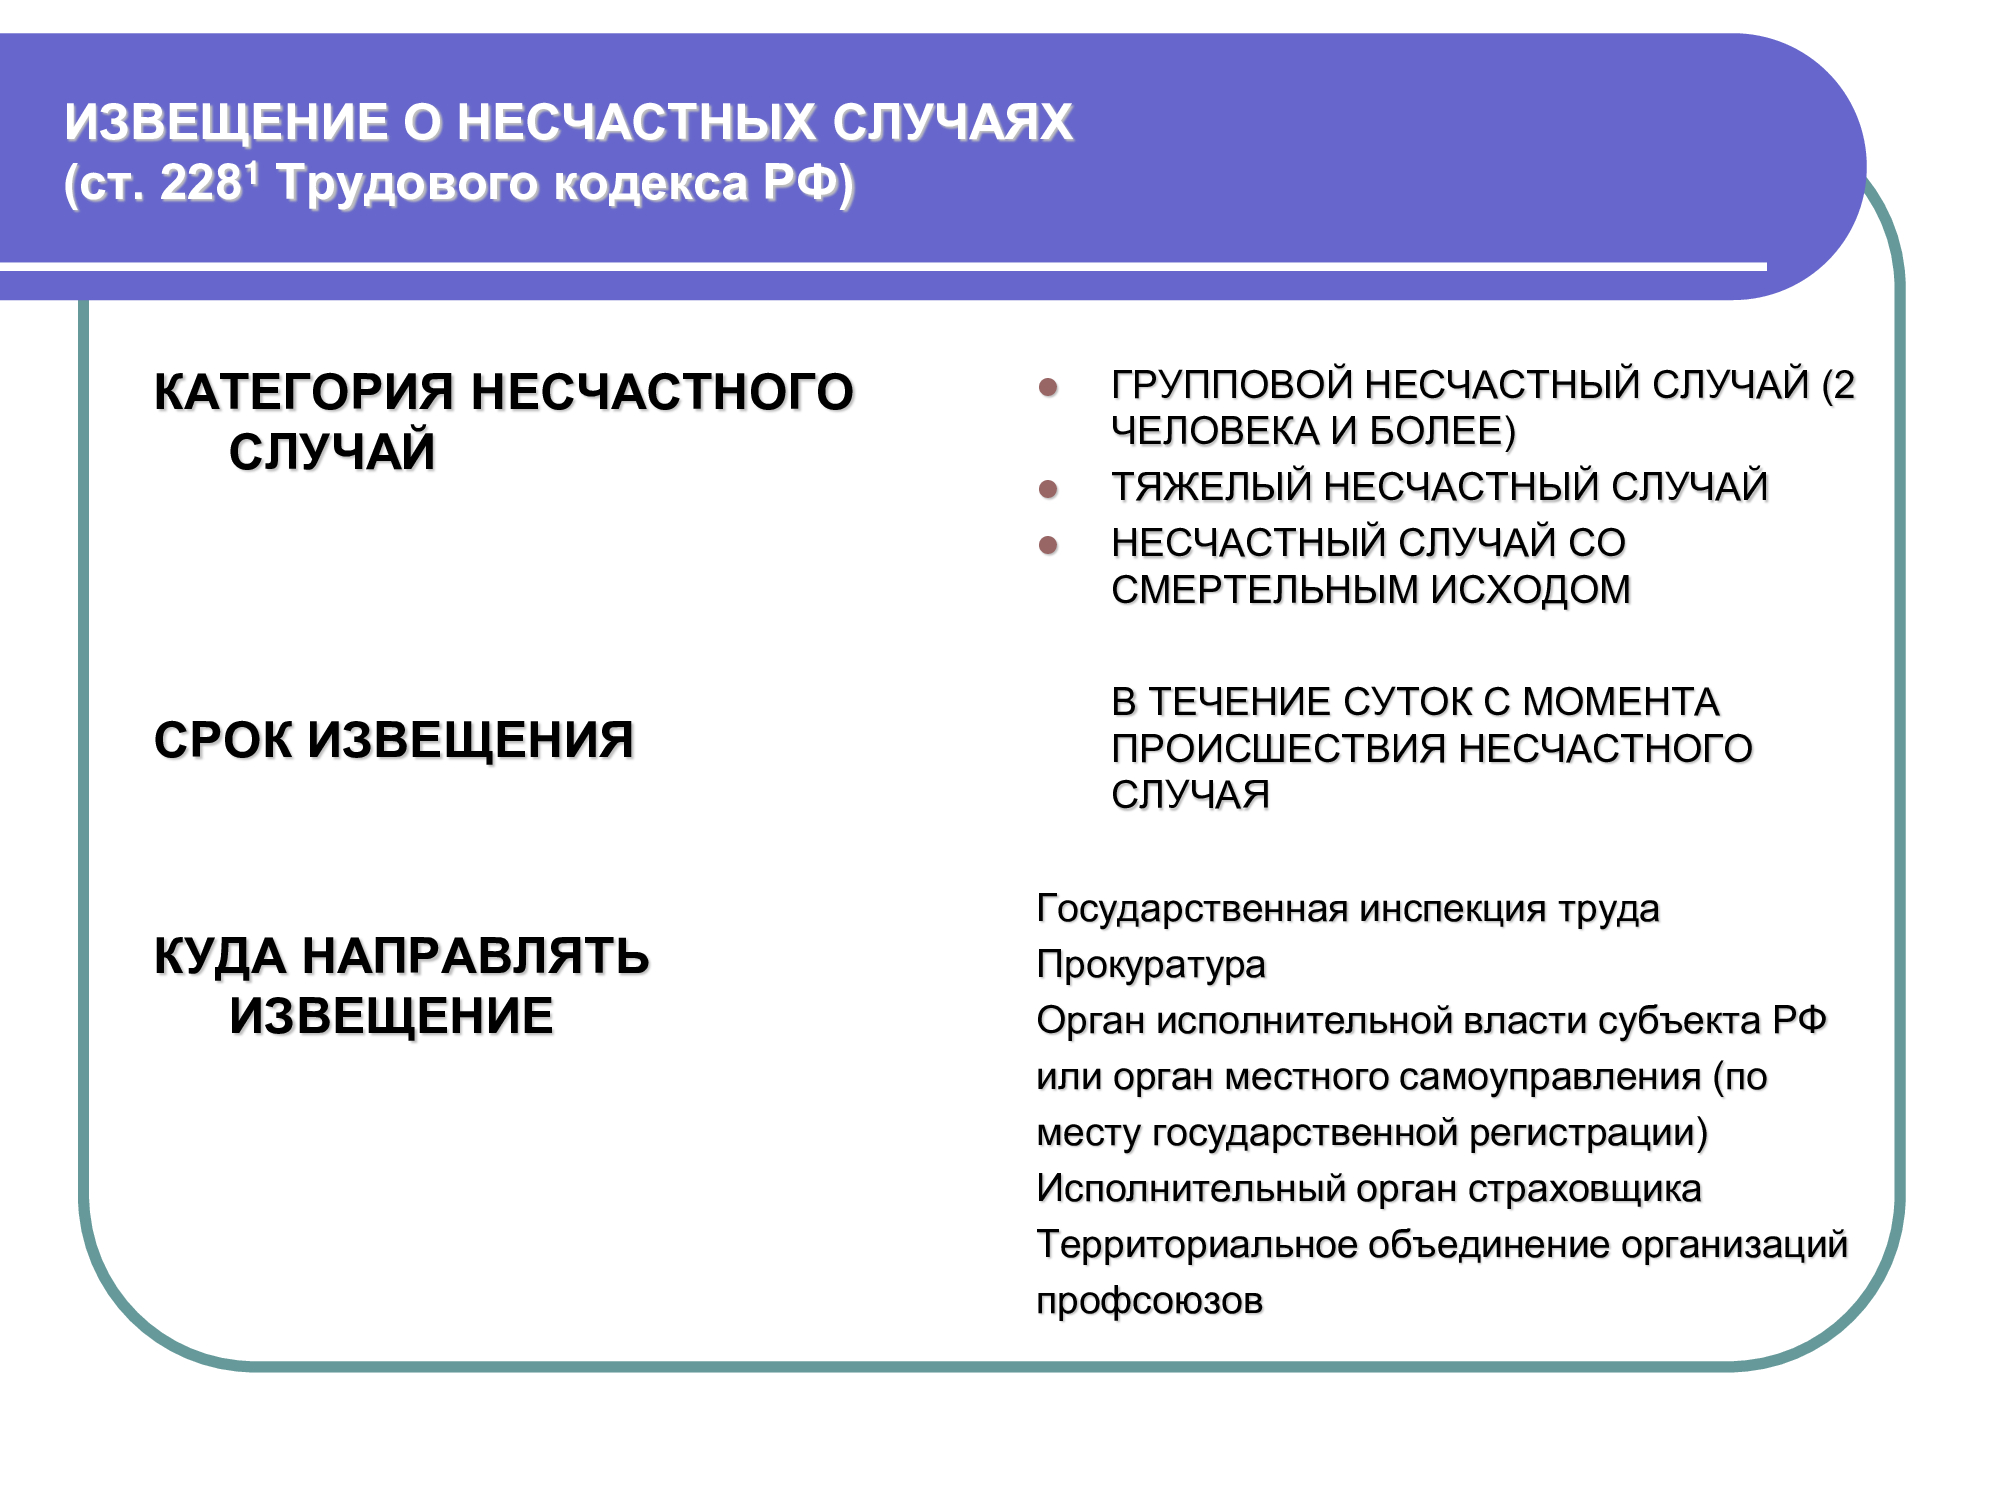 ИЗВЕЩЕНИЕ О НЕСЧАСТНЫХ СЛУЧАЯХ
(ст. 228¹ Трудового кодекса РФ)
КАТЕГОРИЯ НЕСЧАСТНОГО
СЛУЧАЙ
ГРУППОВОЙ НЕСЧАСТНЫЙ СЛУЧАЙ (2
ЧЕЛОВЕКА И БОЛЕЕ)
ТЯЖЕЛЫЙ НЕСЧАСТНЫЙ СЛУЧАЙ
НЕСЧАСТНЫЙ СЛУЧАЙ СО
СМЕРТЕЛЬНЫМ ИСХОДОМ
СРОК ИЗВЕЩЕНИЯ
В ТЕЧЕНИЕ СУТОК С МОМЕНТА
ПРОИСШЕСТВИЯ НЕСЧАСТНОГО
СЛУЧАЯ
КУДА НАПРАВЛЯТЬ
ИЗВЕЩЕНИЕ
Государственная инспекция труда
Прокуратура
Орган исполнительной власти субъекта РФ
или орган местного самоуправления (по
месту государственной регистрации)
Исполнительный орган страховщика
Территориальное объединение организаций
профсоюзов